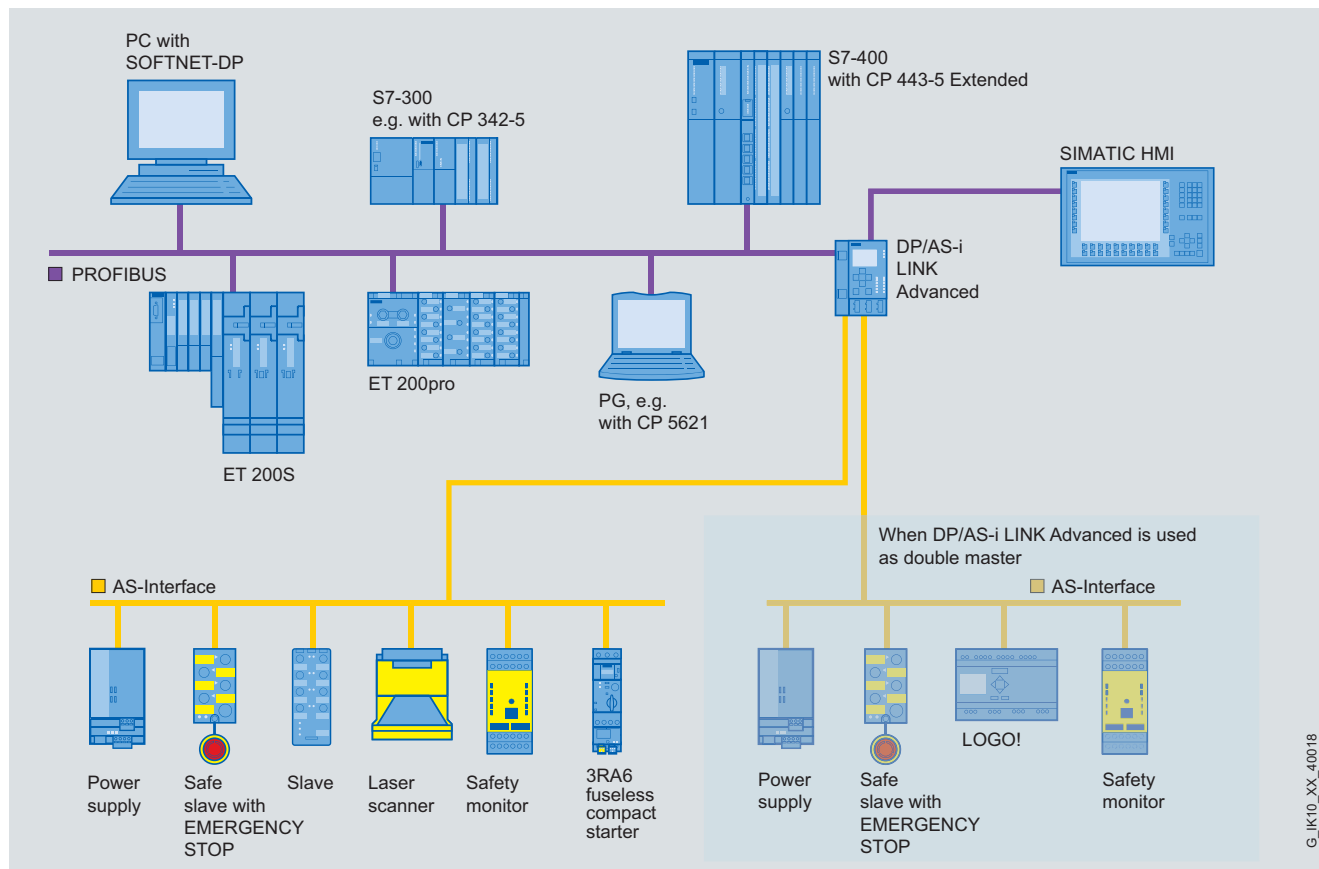 PC with
SOFTNET-DP
S7-300
e.g. with CP 342-5
S7-400
with CP 443-5 Extended
SIMATIC HMI
DP/AS-i
LINK
Advanced
PROFIBUS
ET 200S
ET 200pro
PG, e.g.
with CP 5621
When DP/AS-i LINK Advanced is used
as double master
AS-Interface
AS-Interface
Power
supply
Safe
slave with
EMERGENCY
STOP
Slave
Laser
scanner
Safety
monitor
3RA6
fuseless
compact
starter
Power
supply
Safe
slave with
EMERGENCY
STOP
LOGO!
Safety
monitor
G_IK10_XX_40018